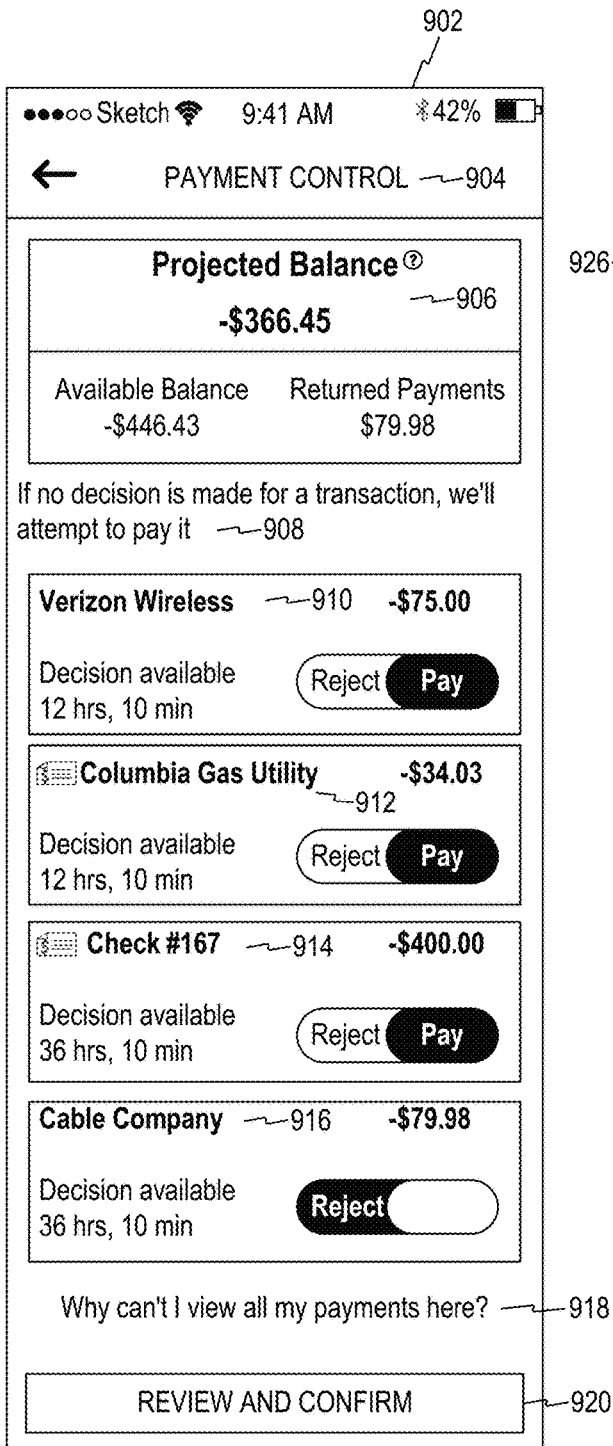 902
●●●○○ Sketch 9:41 AM 42%
← PAYMENT CONTROL 904
Projected Balance ? 926
906
-$366.45
Available Balance Returned Payments
-$446.43 $79.98
If no decision is made for a transaction, we'll
attempt to pay it 908
Verizon Wireless 910 -$75.00
Decision available Reject Pay
12 hrs, 10 min
Columbia Gas Utility -$34.03
912
Decision available Reject Pay
12 hrs, 10 min
Check #167 914 -$400.00
Decision available Reject Pay
36 hrs, 10 min
Cable Company 916 -$79.98
Decision available Reject
36 hrs, 10 min
Why can't I view all my payments here? 918
REVIEW AND CONFIRM 920